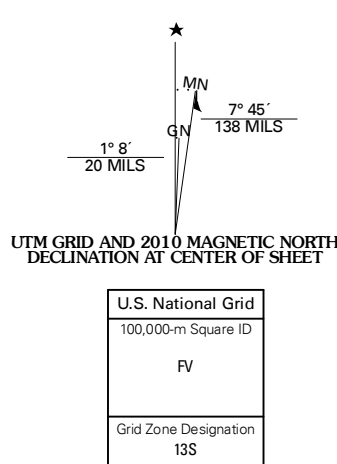 ★
MN
7° 45´
138 MILS
GN
1° 8´
20 MILS
UTM GRID AND 2010 MAGNETIC NORTH
DECLINATION AT CENTER OF SHEET
U.S. National Grid
100,000-m Square ID
FV
Grid Zone Designation
13S